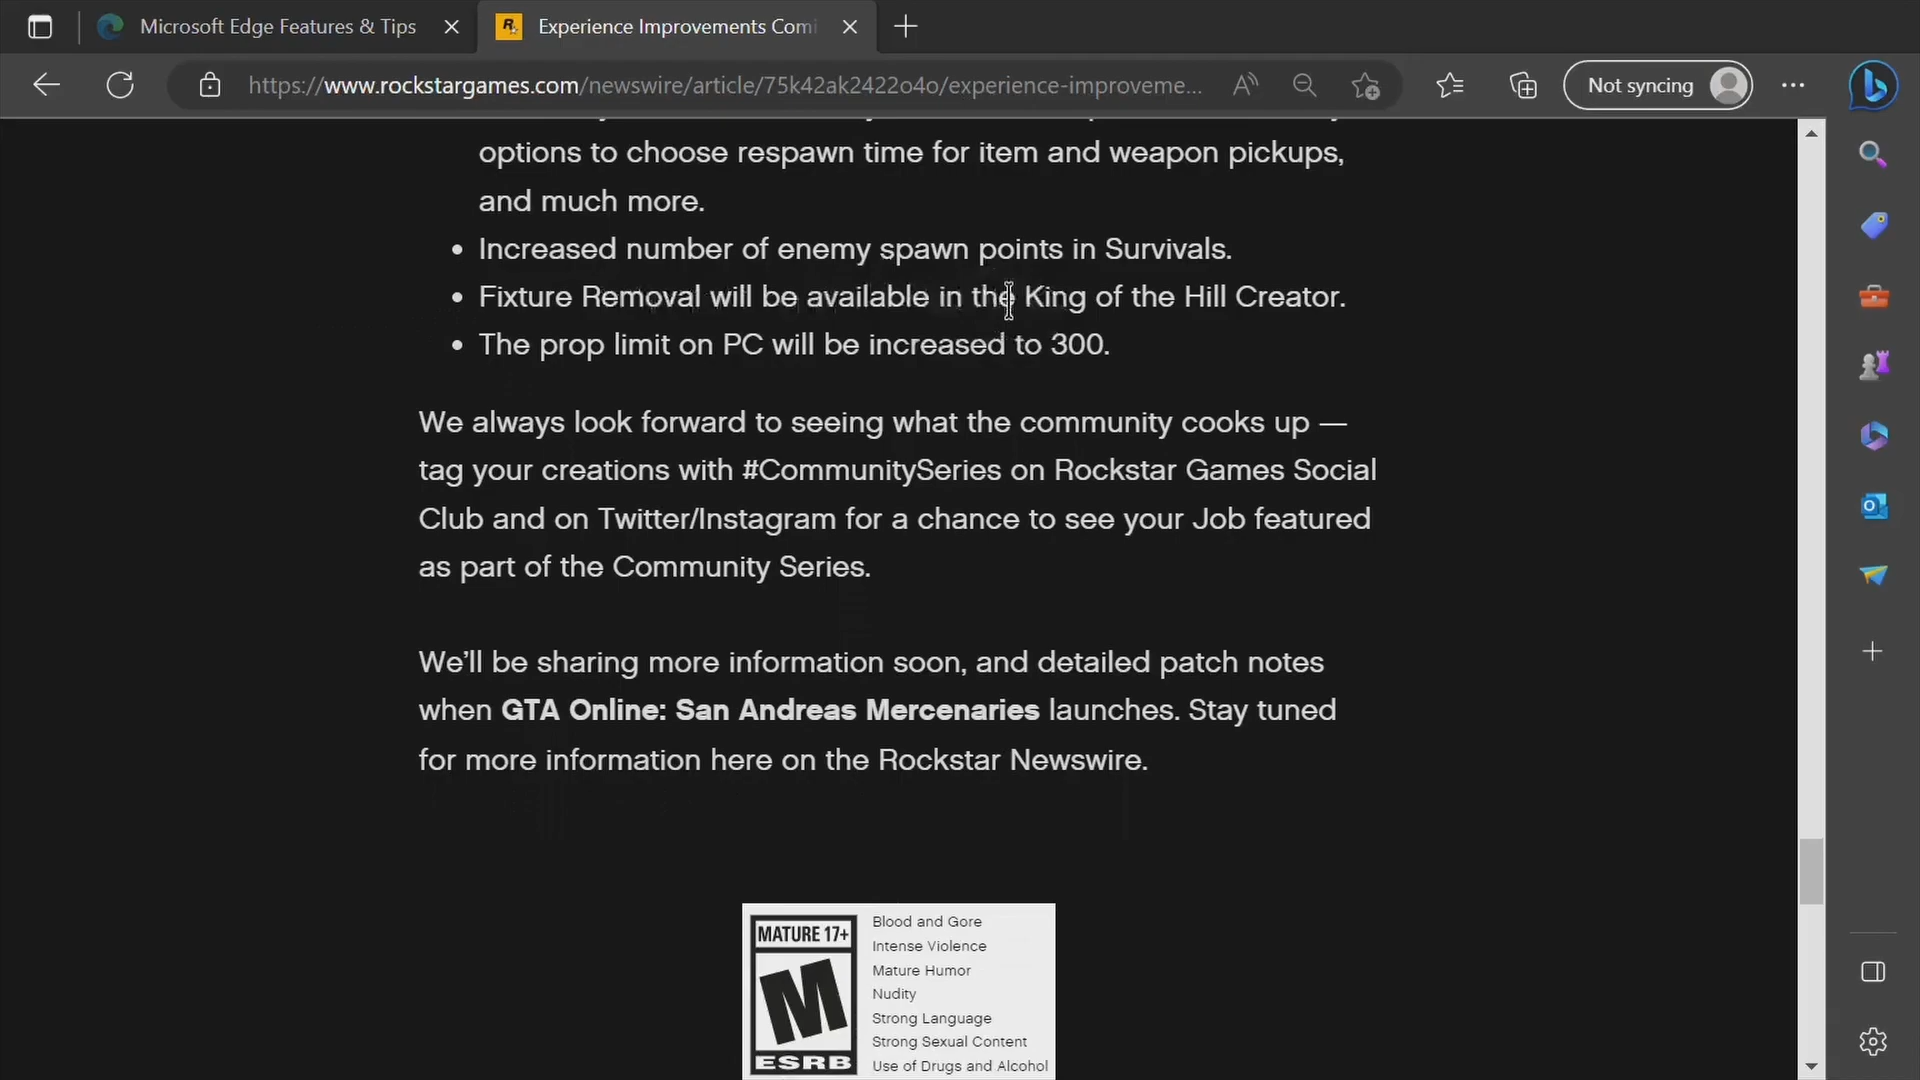 Microsoft Edge Features & Tips
Experience Improvements Com
https://www.rockstargames.com/newswire/article/75k42ak2422o4o/experience-improveme...
Not syncing
options to choose respawn time for item and weapon pickups,
and much more.
• Increased number of enemy spawn points in Survivals.
• Fixture Removal will be available in the King of the Hill Creator.
• The prop limit on PC will be increased to 300.
We always look forward to seeing what the community cooks up —
tag your creations with #CommunitySeries on Rockstar Games Social
Club and on Twitter/Instagram for a chance to see your Job featured
as part of the Community Series.
We’ll be sharing more information soon, and detailed patch notes
when GTA Online: San Andreas Mercenaries launches. Stay tuned
for more information here on the Rockstar Newswire.
MATURE 17+
M
ESRB
Blood and Gore
Intense Violence
Mature Humor
Nudity
Strong Language
Strong Sexual Content
Use of Drugs and Alcohol